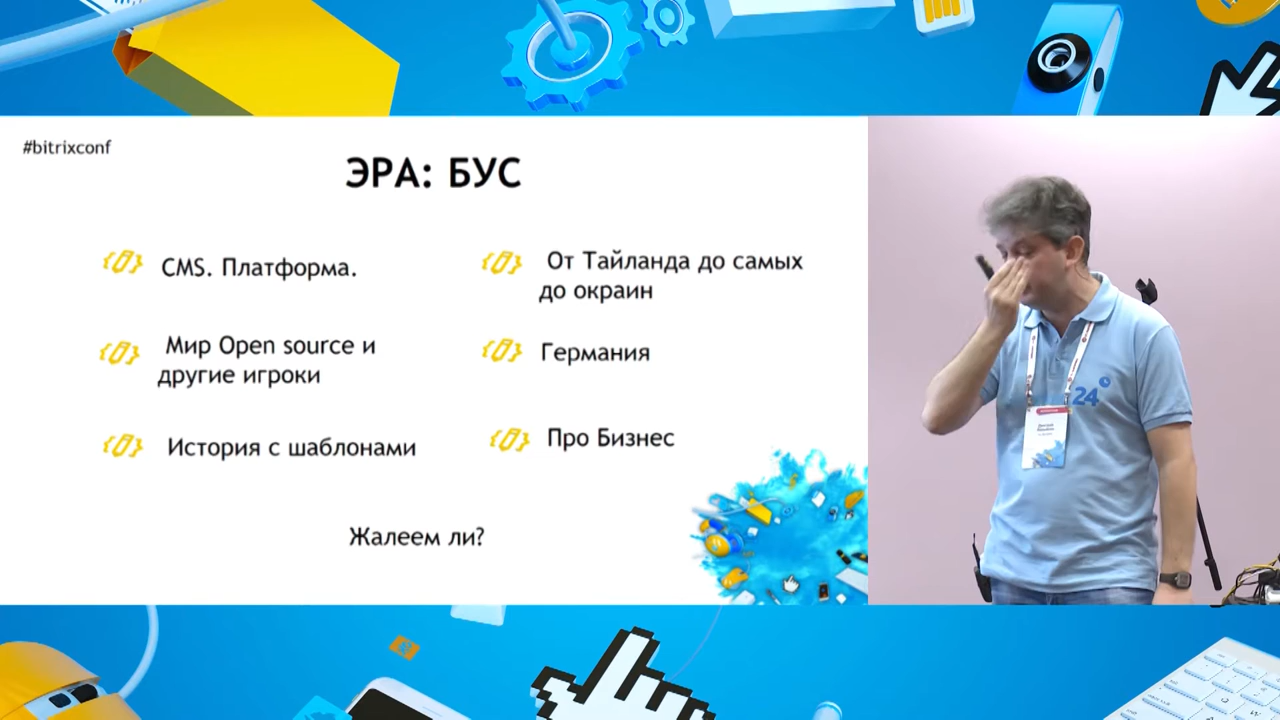 #bitrixconf
ЭРА: БУС
CMS. Платформа.
Мир Open source и
другие игроки
История с шаблонами
От Тайланда до самых
до окраин
Германия
Про Бизнес
Жалеем ли?
24